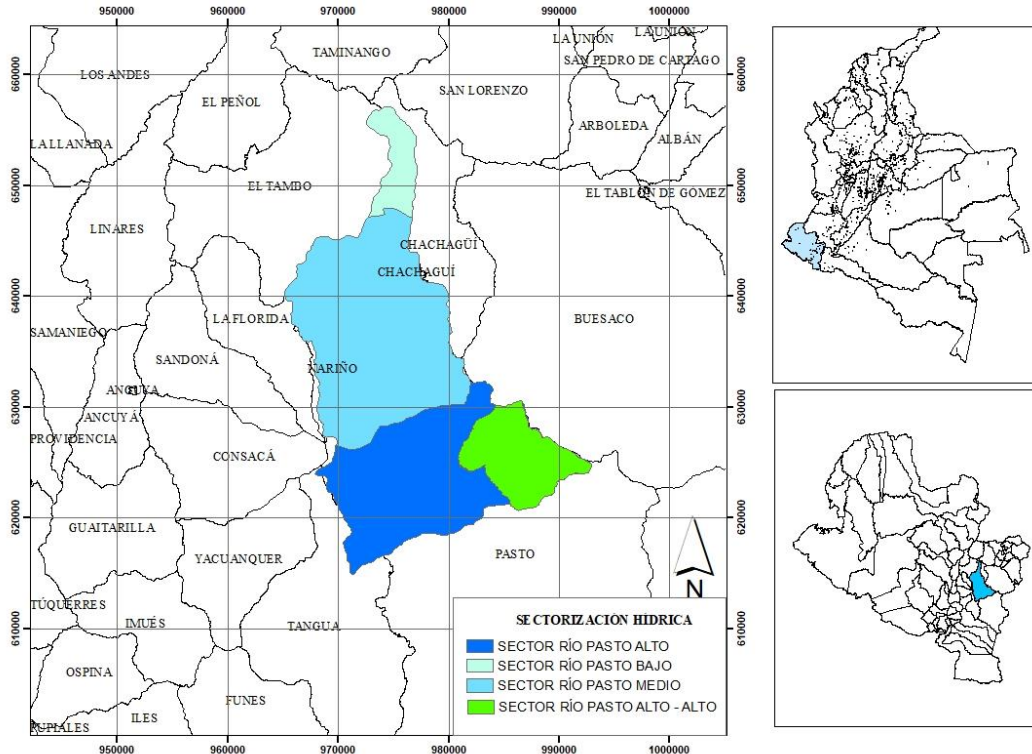 950000 960000 970000 980000 990000 1000000
TAMINANGO
LA UNIÓN
LA UNIÓN
SAN PEDRO DE CARTAGO
660000
660000
LOS ANDES
EL PEÑOL
SAN LORENZO
ARBOLEDA
LA LLANADA
ALBÁN
650000
650000
EL TAMBO
EL TABLÓN DE GÓMEZ
LINARES
CHACHAGÜÍ
CHACHAGUÍ
640000
640000
LA FLORIDA
BUESACO
SAMANIEGO
SANDONÁ
NARIÑO
ANCUYA
630000
630000
ANCUYÁ
PROVIDENCIA
CONSACÁ
620000
620000
GUAITARILLA
YACUANQUER
PASTO
N
TÚQUERRES
IMUÉS
TANGUA
610000
610000
SECTORIZACIÓN HÍDRICA
SECTOR RÍO PASTO ALTO
SECTOR RÍO PASTO BAJO
SECTOR RÍO PASTO MEDIO
SECTOR RÍO PASTO ALTO - ALTO
OSPINA
FUNES
ILES
PUPIALES
950000 960000 970000 980000 990000 1000000